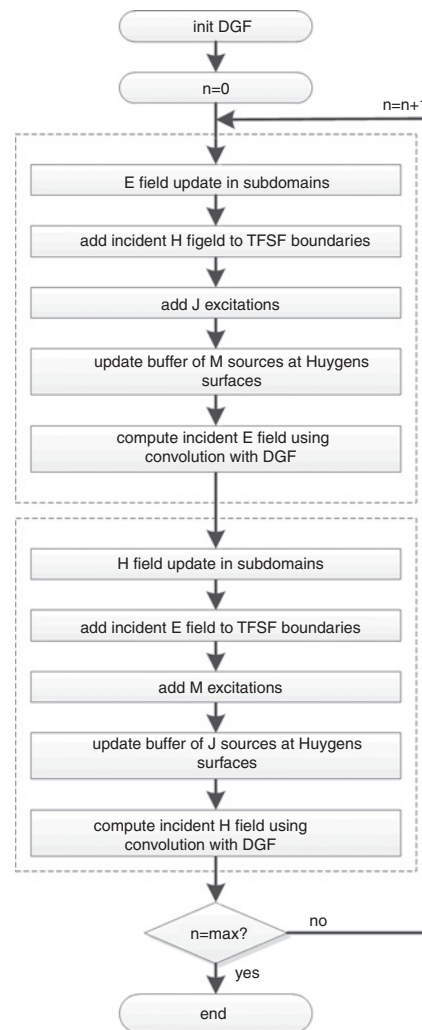 init DGF
n=0
n=n+1
E field update in subdomains
add incident H figeld to TFSF boundaries
add J excitations
update buffer of M sources at Huygens
surfaces
compute incident E field using
convolution with DGF
H field update in subdomains
add incident E field to TFSF boundaries
add M excitations
update buffer of J sources at Huygens
surfaces
compute incident H field using
convolution with DGF
n=max?
no
yes
end